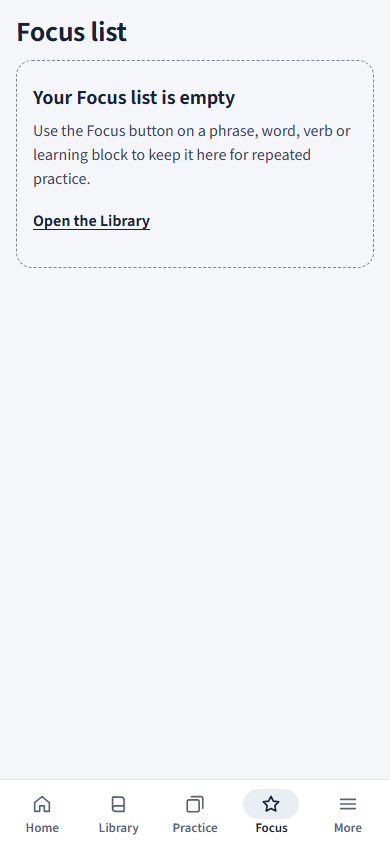 Focus list
Your Focus list is empty
Use the Focus button on a phrase, word, verb or
learning block to keep it here for repeated
practice.
Open the Library
Home
Library
Practice
Focus
More